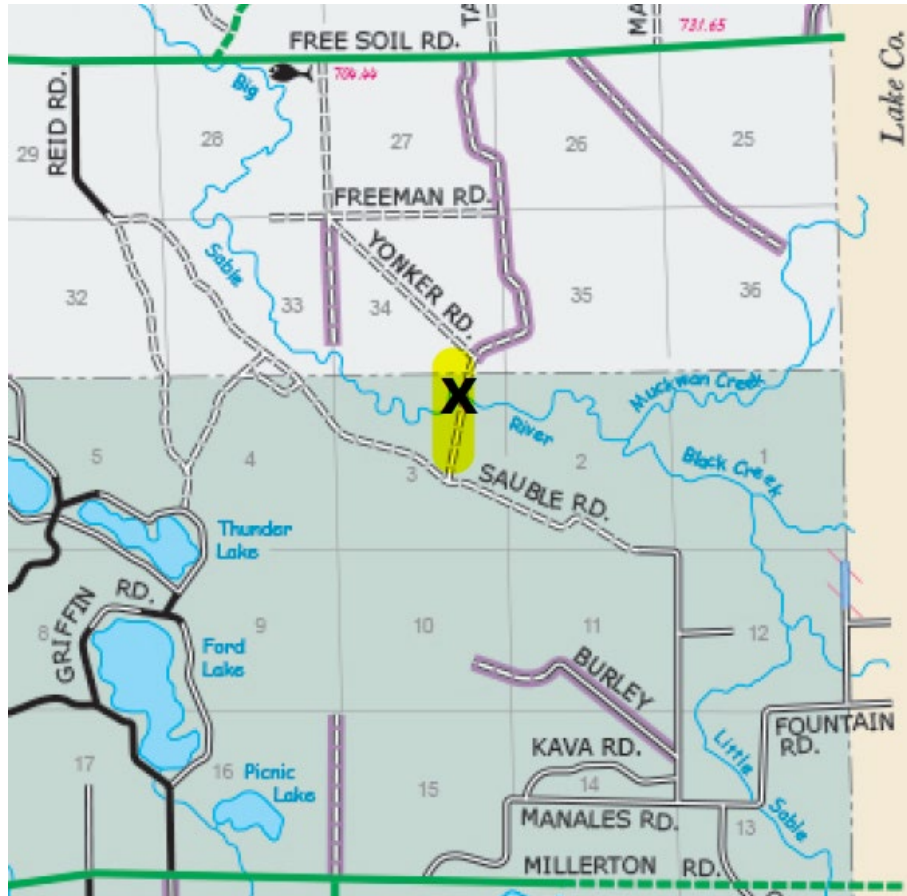 TA
MA
731.65
FREE SOIL RD.
Lake Co.
704.44
Big
REID RD.
29
28
27
26
25
FREEMAN RD.
Sable
YONKER RD.
32
33
34
35
36
Muckwan Creek
X
River
5
4
3
2
1
Black Creek
SAUBLE RD.
Thunder
Lake
GRIFFIN RD.
8
9
10
11
12
Ford
Lake
BURLEY
FOUNTAIN
RD.
KAVA RD.
Little
Sable
17
16
Picnic
Lake
15
14
MANALES RD.
13
MILLERTON RD.